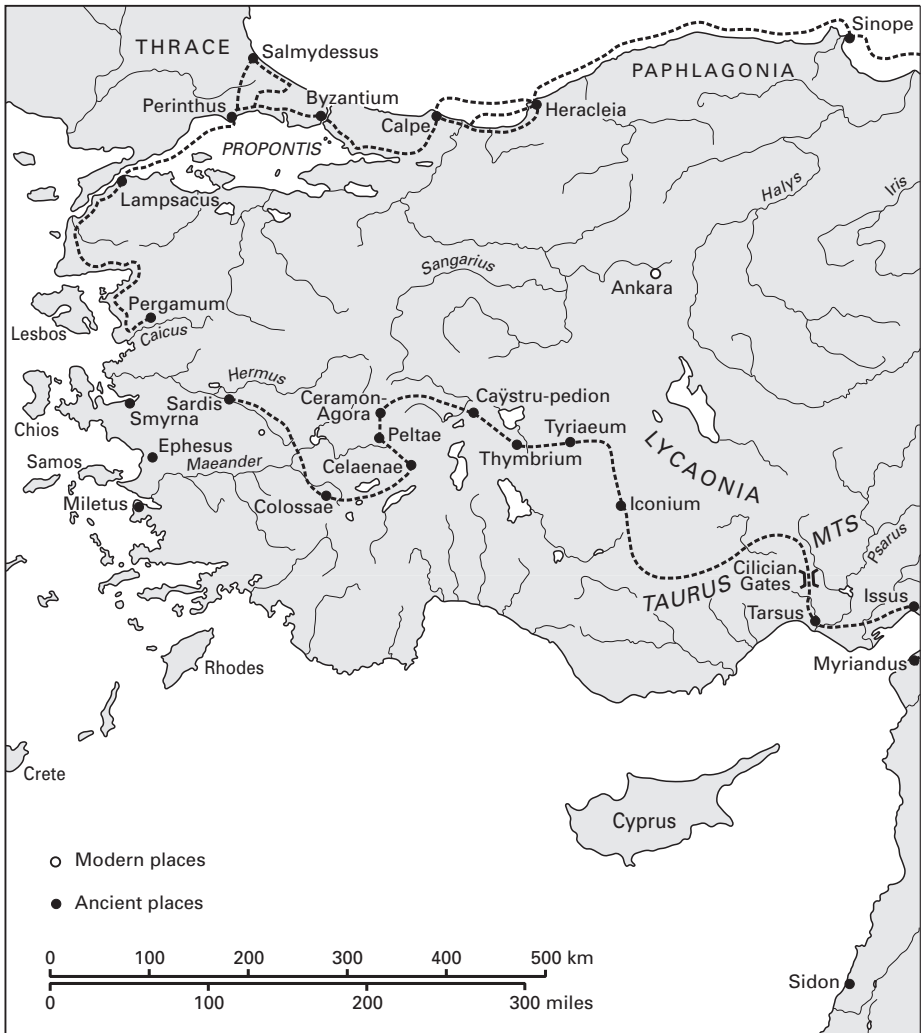 Sinope
THRACE
Salmydessus
PAPHLAGONIA
Perinthus
Byzantium
Calpe
Heracleia
PROPONTIS
Lampsacus
Halys
Iris
Sangarius
Ankara
Pergamum
Caicus
Lesbos
Hermus
Sardis
Ceramon-
Agora
Caÿstru-pedion
Smyrna
Chios
Peltae
Tyriaeum
Thymbrium
LYCAONIA
Ephesus
Maeander
Samos
Celaenae
Miletus
Colossae
Iconium
MTS
Psarus
Cilician
Gates
TAURUS
Issus
Tarsus
Myriandus
Rhodes
Crete
Cyprus
Modern places
Ancient places
0 100 200 300 400 500 km
0 100 200 300 miles
Sidon